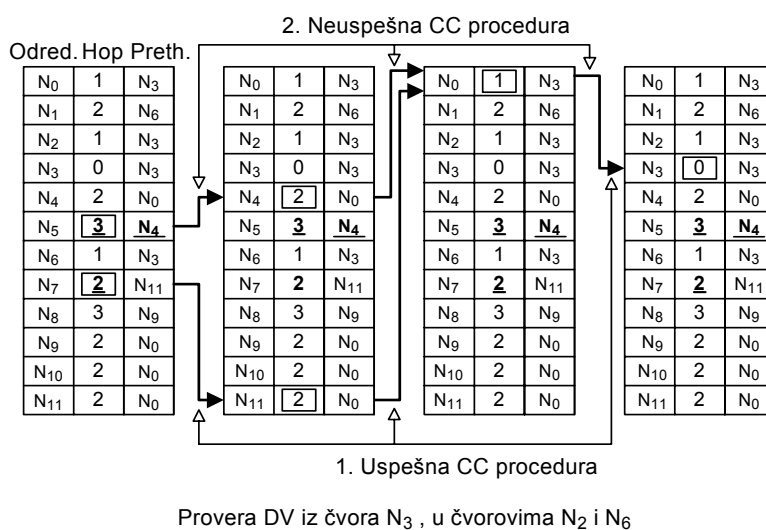 2. Neuspešna CC procedura
Odred. Hop Preth.
N0 1 N3 N0 1 N3 N0 1 N3 N0 1 N3
N1 2 N6 N1 2 N6 N1 2 N6 N1 2 N6
N2 1 N3 N2 1 N3 N2 1 N3 N2 1 N3
N3 0 N3 N3 0 N3 N3 0 N3 N3 0 N3
N4 2 N0 N4 2 N0 N4 2 N0 N4 2 N0
N5 3 N4 N5 3 N4 N5 3 N4 N5 3 N4
N6 1 N3 N6 1 N3 N6 1 N3 N6 1 N3
N7 2 N11 N7 2 N11 N7 2 N11 N7 2 N11
N8 3 N9 N8 3 N9 N8 3 N9 N8 3 N9
N9 2 N0 N9 2 N0 N9 2 N0 N9 2 N0
N10 2 N0 N10 2 N0 N10 2 N0 N10 2 N0
N11 2 N0 N11 2 N0 N11 2 N0 N11 2 N0
1. Uspešna CC procedura
Provera DV iz čvora N3 , u čvorovima N2 i N6